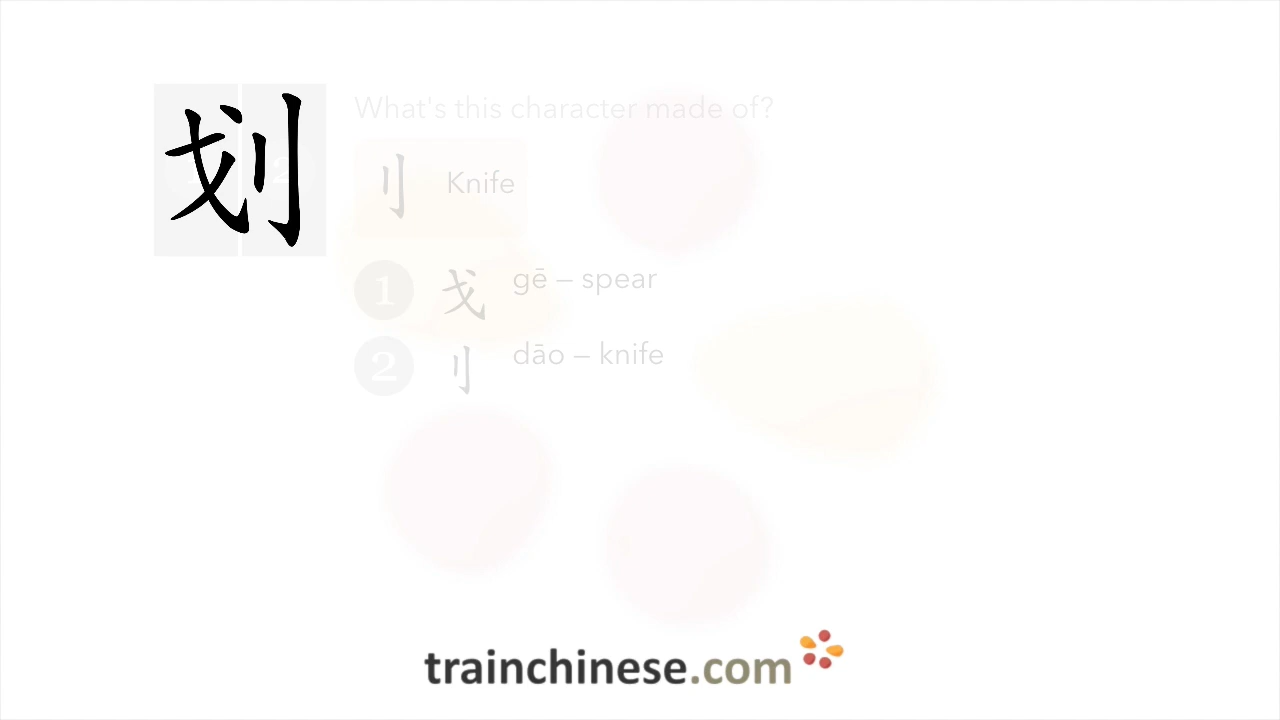 划
What's this character made of?
刂 Knife
1 戈 gē – spear
2 刂 dāo – knife
trainchinese.com